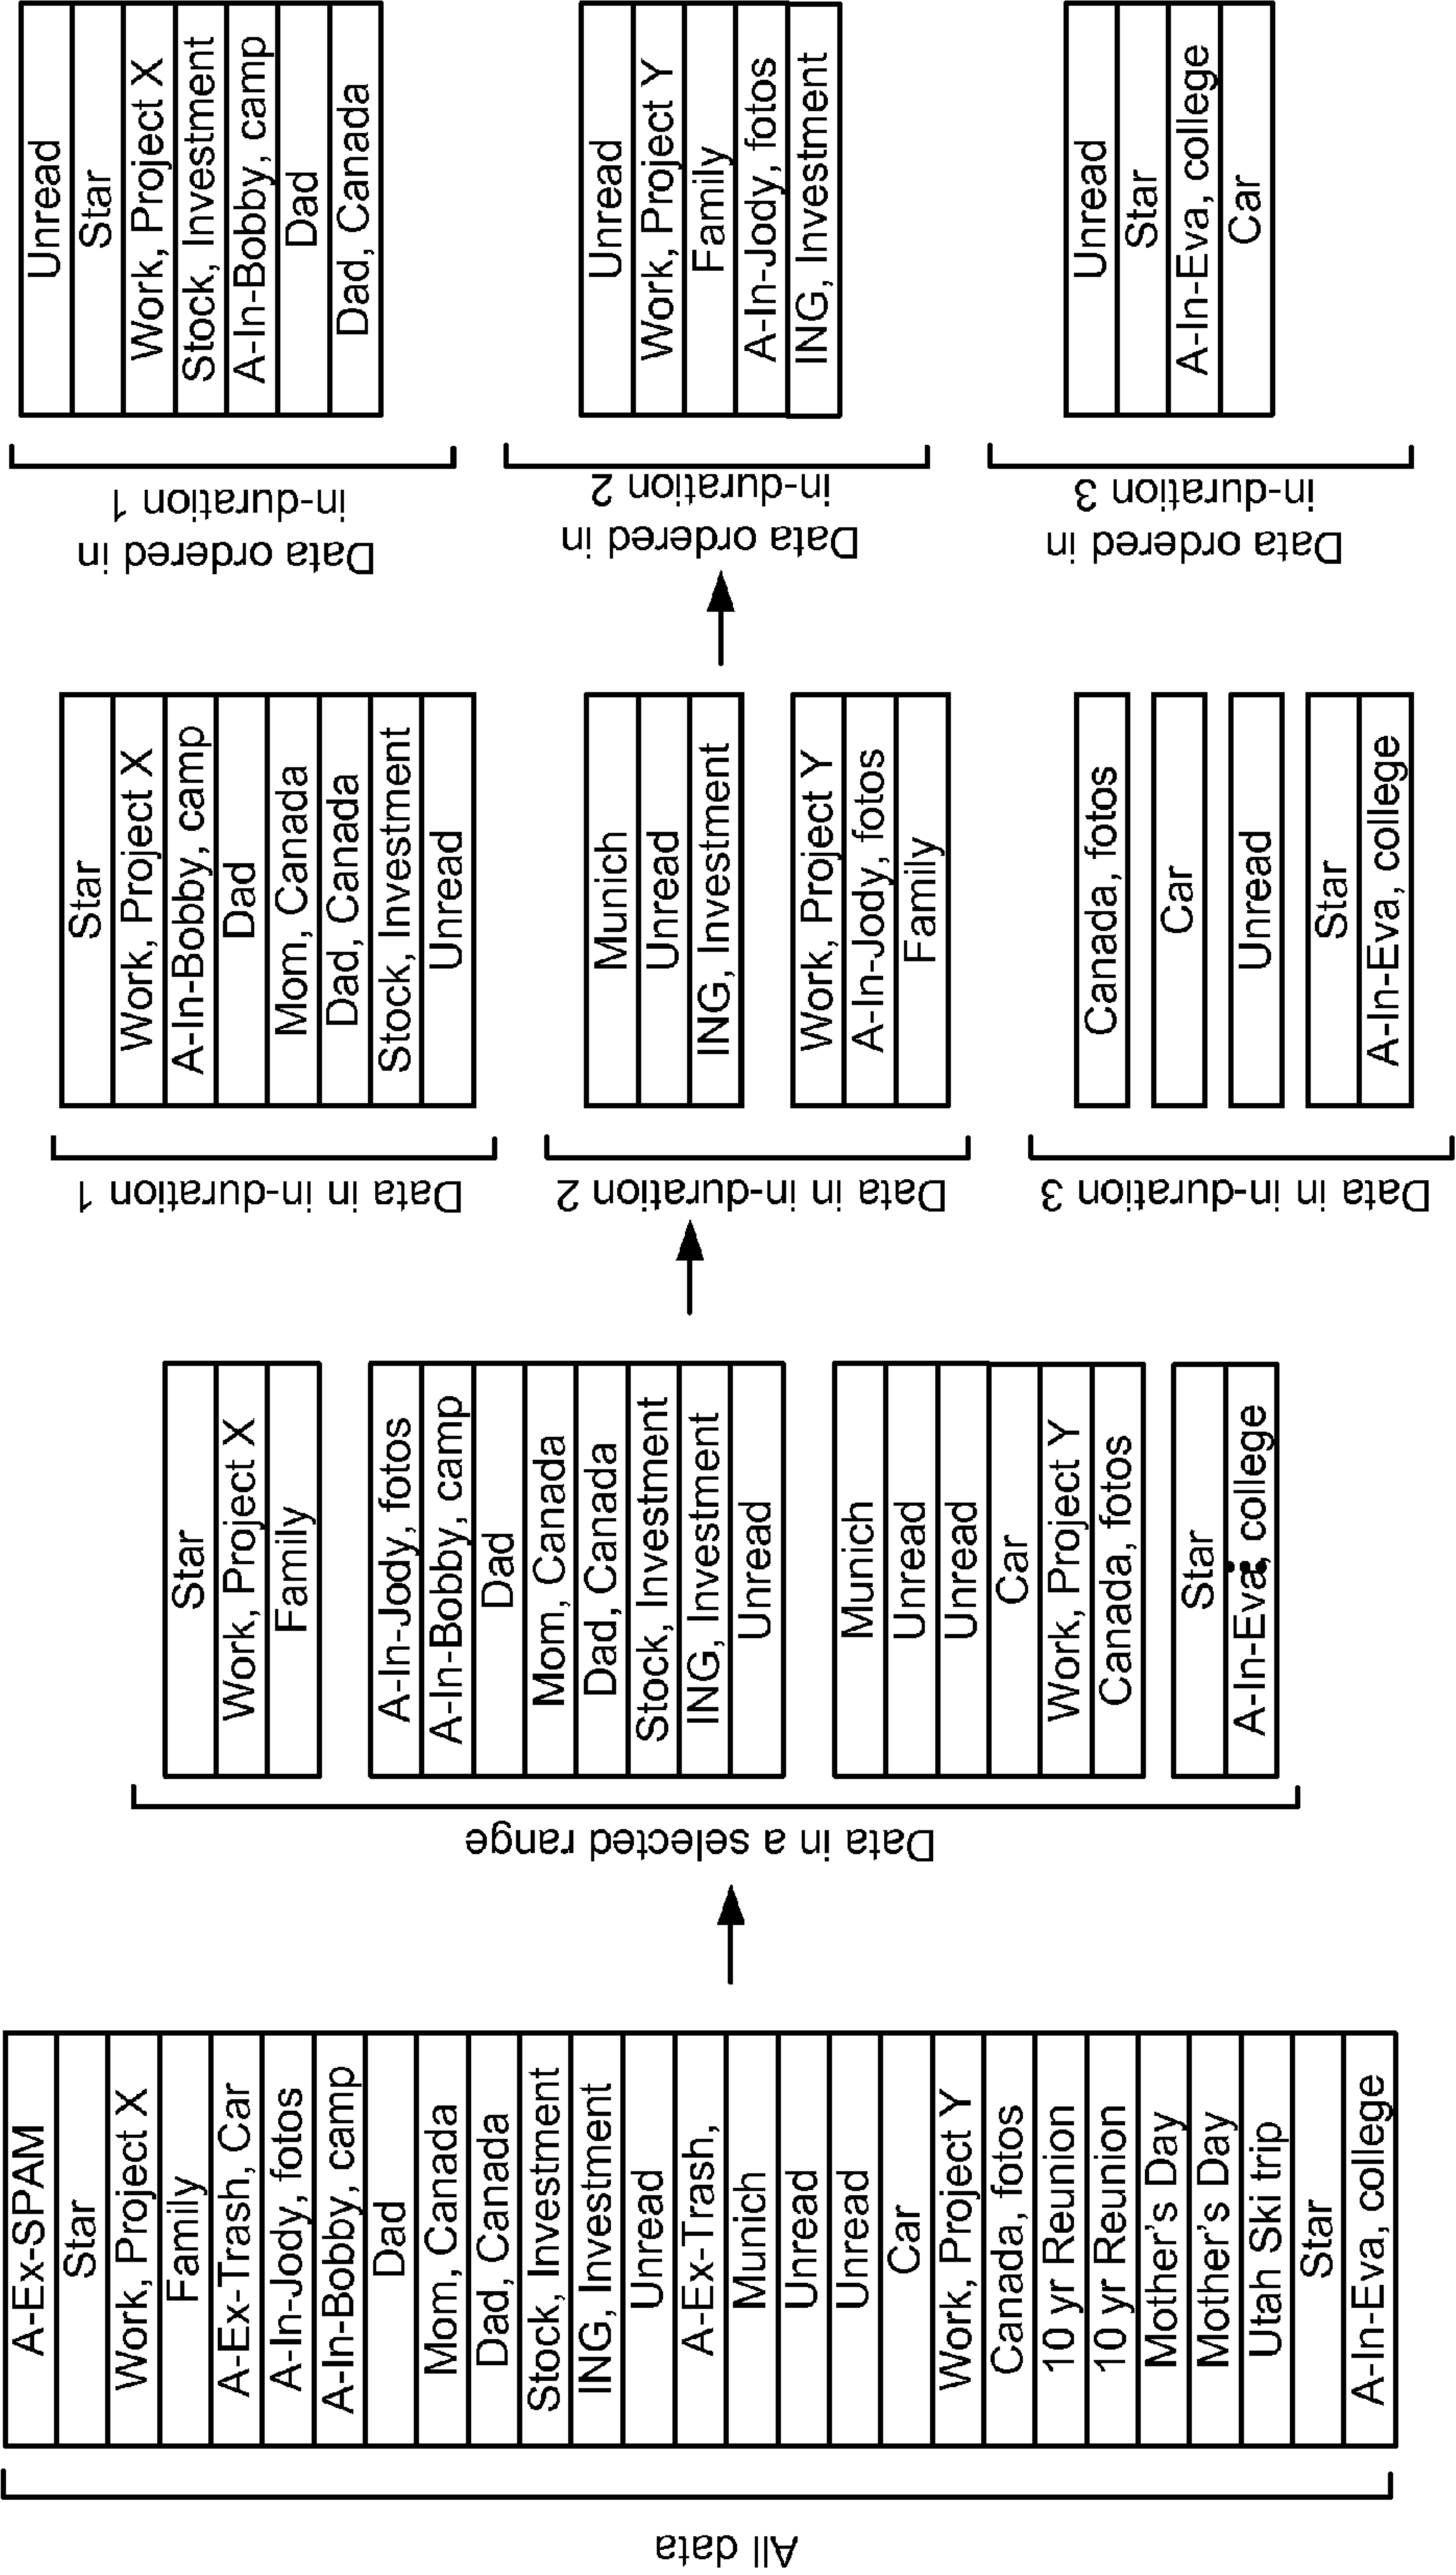 All data
A-Ex-SPAM
Star
Work, Project X
Family
A-Ex-Trash, Car
A-In-Jody, fotos
A-In-Bobby, camp
Dad
Mom, Canada
Dad, Canada
Stock, Investment
ING, Investment
Unread
A-Ex-Trash,
Munich
Unread
Unread
Car
Work, Project Y
Canada, fotos
10 yr Reunion
10 yr Reunion
Mother's Day
Mother's Day
Utah Ski trip
Star
A-In-Eva, college
Data in a selected range
Star
Work, Project X
Family
A-In-Jody, fotos
A-In-Bobby, camp
Dad
Mom, Canada
Dad, Canada
Stock, Investment
ING, Investment
Unread
Munich
Unread
Unread
Car
Work, Project Y
Canada, fotos
Star
A-In-Eva, college
Data in in-duration 1
Star
Work, Project X
A-In-Bobby, camp
Dad
Mom, Canada
Dad, Canada
Stock, Investment
Unread
Data in in-duration 2
Munich
Unread
ING, Investment
Work, Project Y
A-In-Jody, fotos
Family
Data in in-duration 3
Canada, fotos
Car
Unread
Star
A-In-Eva, college
Data ordered in
in-duration 1
Unread
Star
Work, Project X
Stock, Investment
A-In-Bobby, camp
Dad
Dad, Canada
Data ordered in
in-duration 2
Unread
Work, Project Y
Family
A-In-Jody, fotos
ING, Investment
Data ordered in
in-duration 3
Unread
Star
A-In-Eva, college
Car